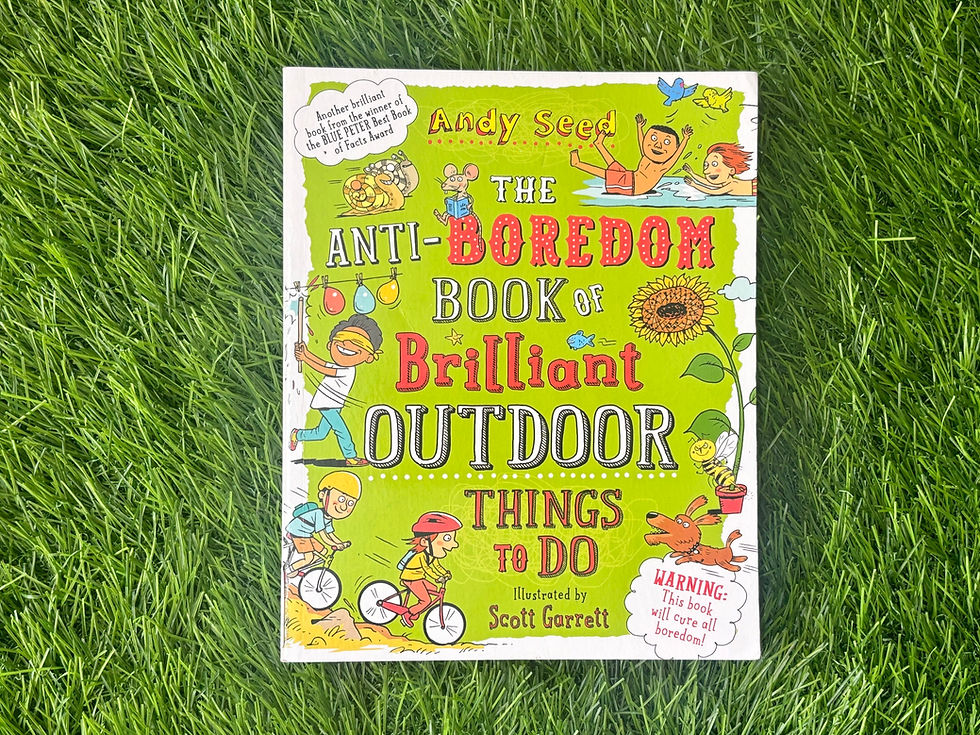 Another brilliant
book from the winner of
the BLUE PETER Best Book
of Facts Award
Andy Seed
THE
ANTI-BOREDOM
BOOK OF
Brilliant
OUTDOOR
THINGS
TO DO
Illustrated by
Scott Garrett
WARNING:
This book
will cure all
boredom!